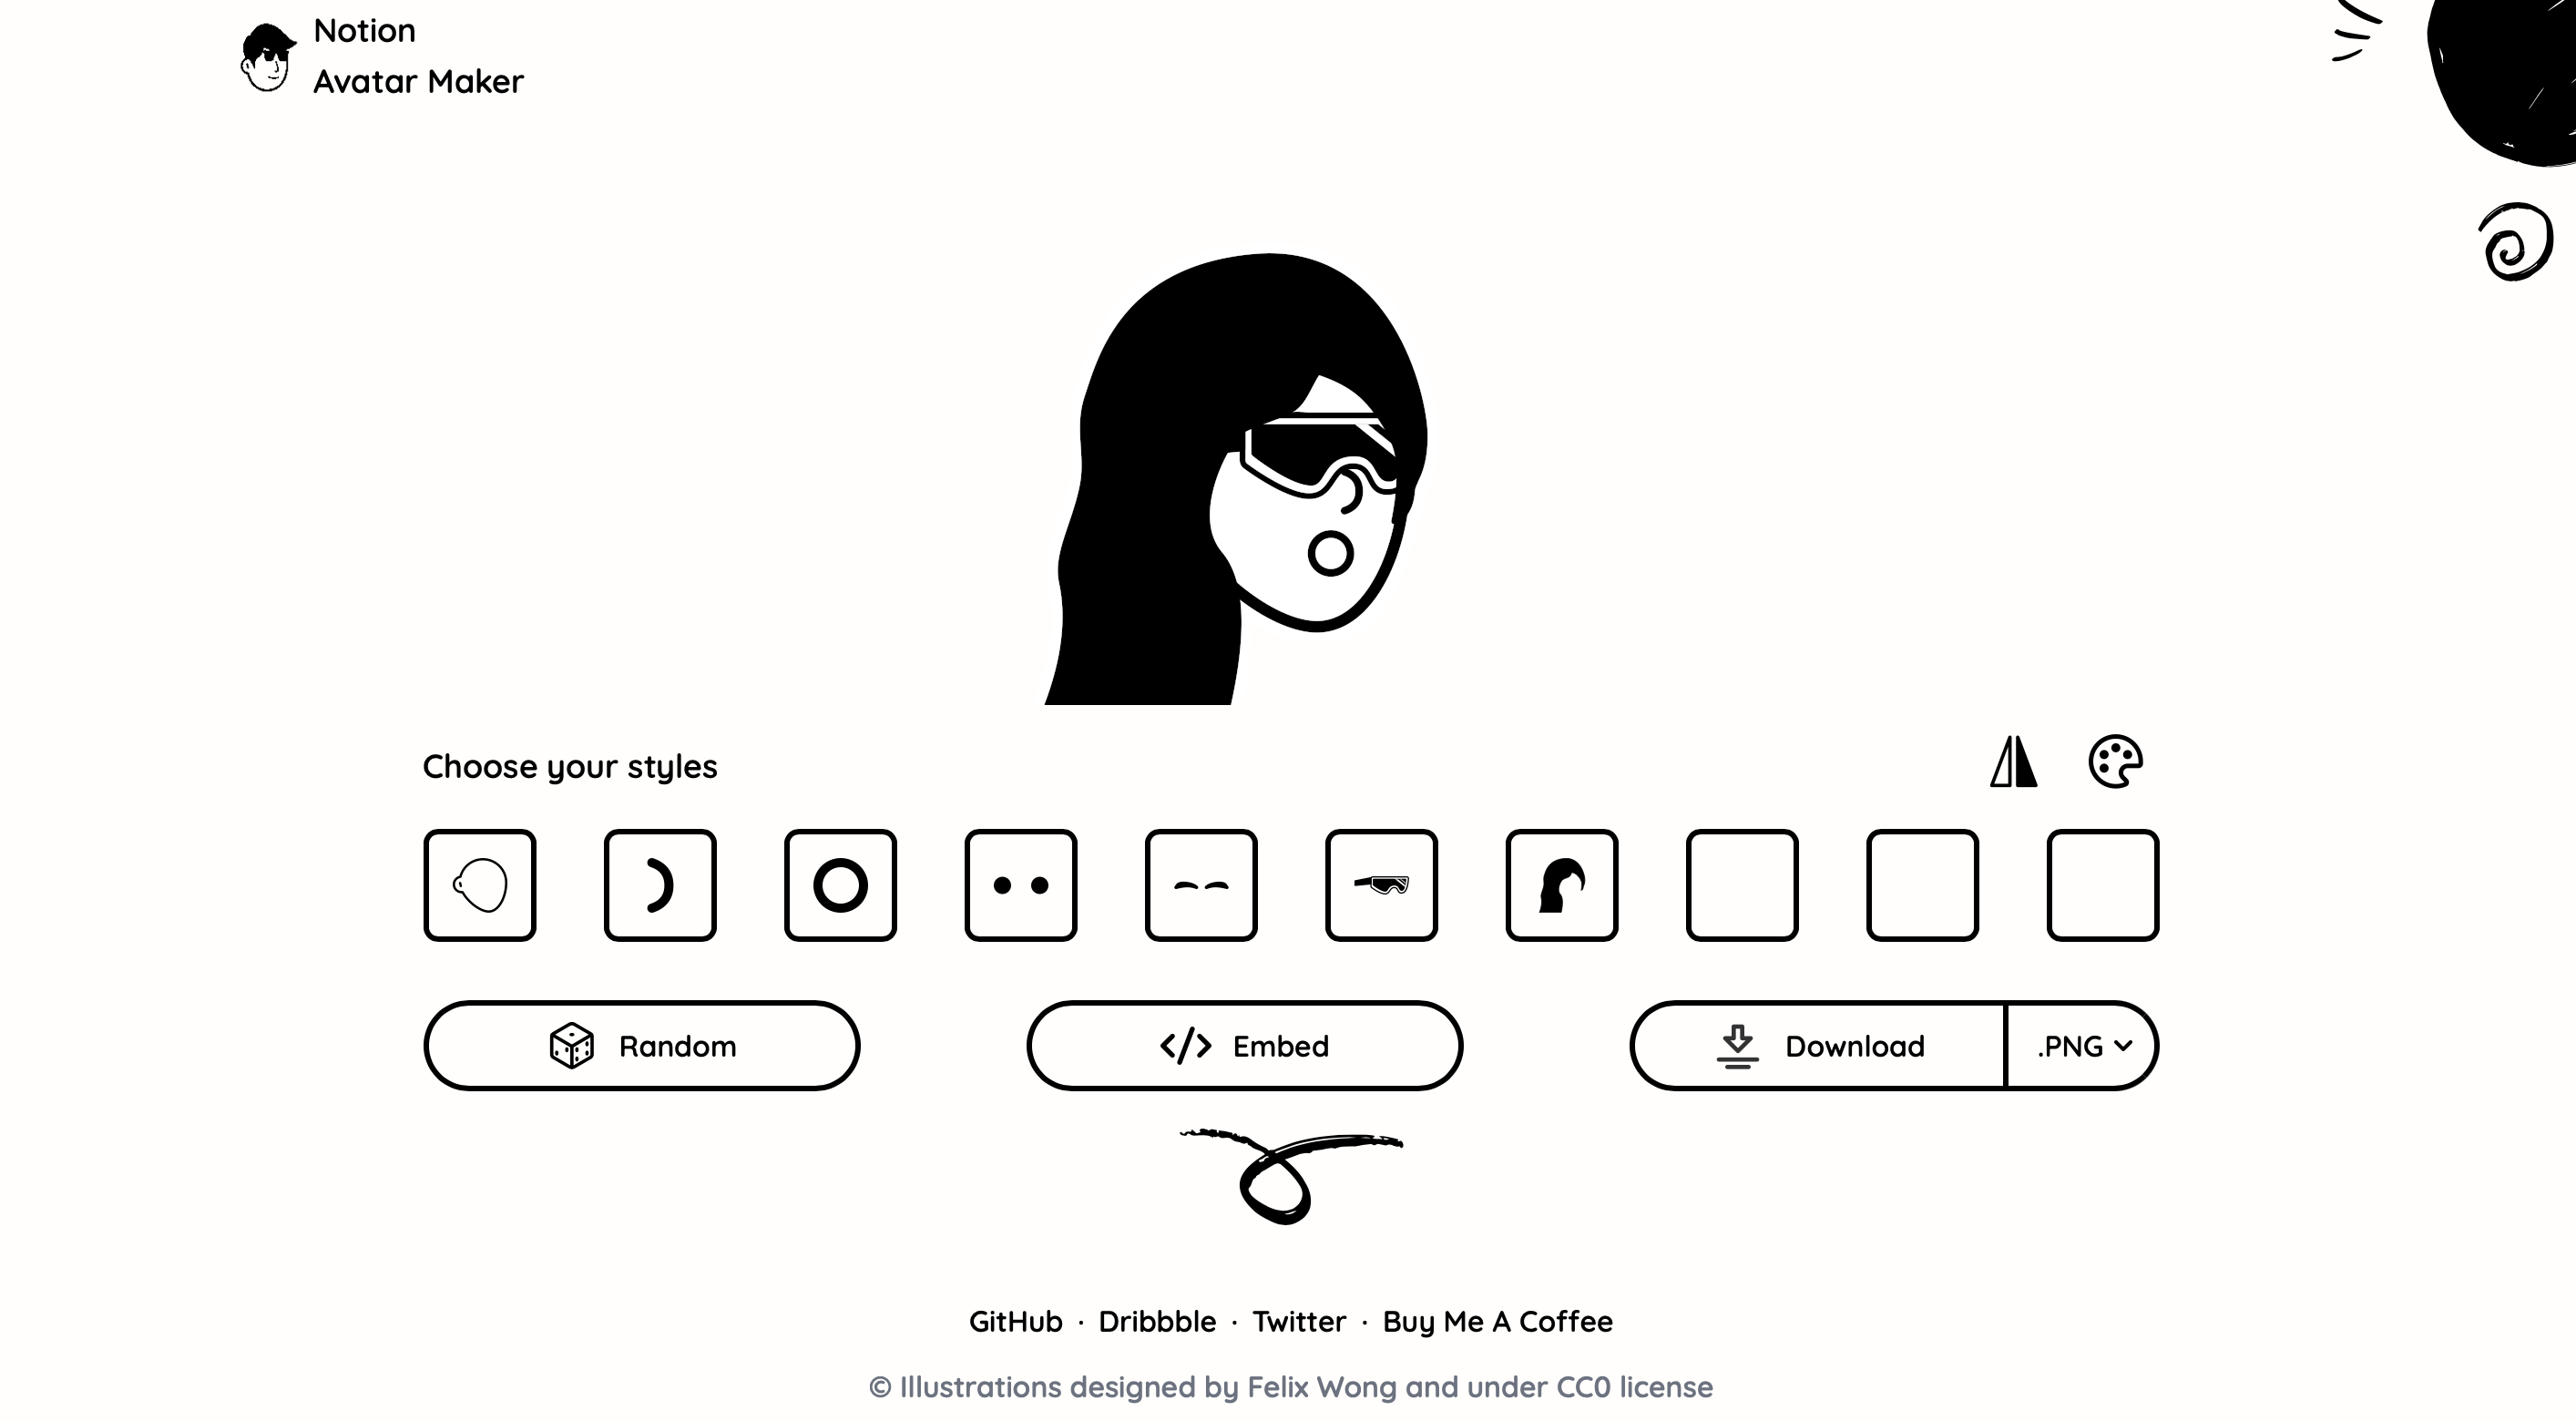 Notion
Avatar Maker
Choose your styles
Random
Embed
Download
.PNG
GitHub · Dribbble · Twitter · Buy Me A Coffee
© Illustrations designed by Felix Wong and under CC0 license